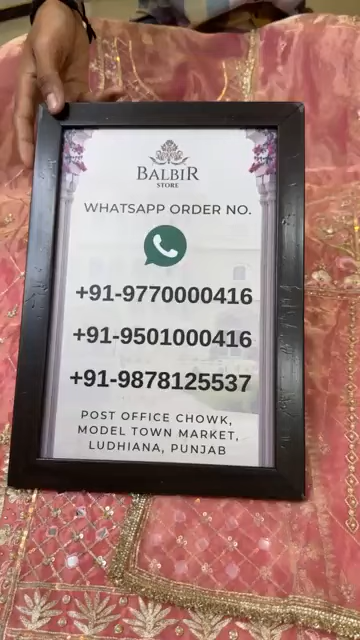 BALBIR
STORE
WHATSAPP ORDER NO.
+91-9770000416
+91-9501000416
+91-9878125537
POST OFFICE CHOWK,
MODEL TOWN MARKET,
LUDHIANA, PUNJAB